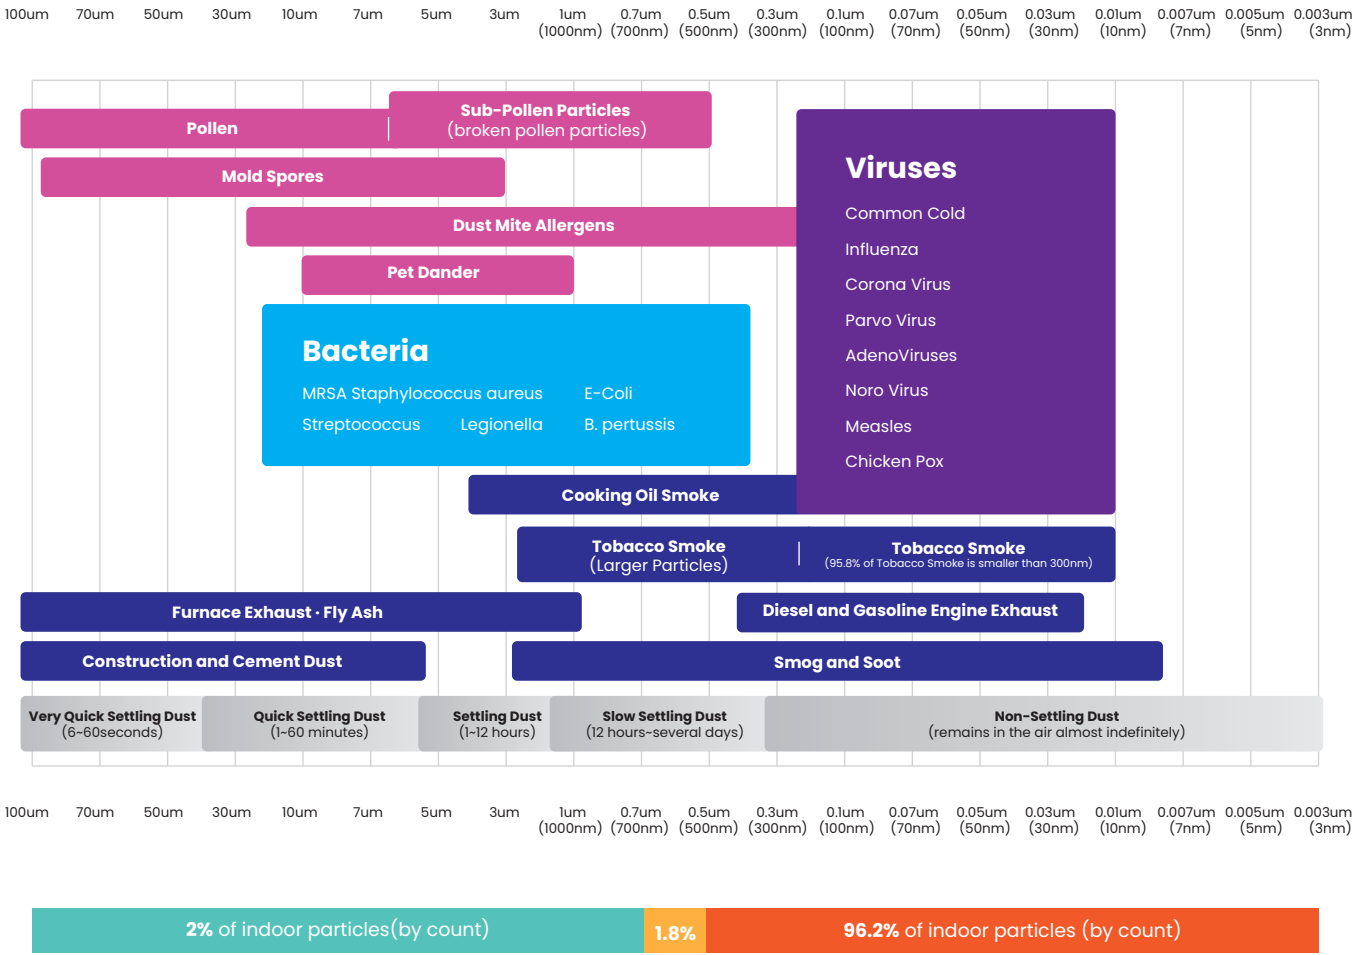 100um 70um 50um 30um 10um 7um 5um 3um 1um 0.7um 0.5um 0.3um 0.1um 0.07um 0.05um 0.03um 0.01um 0.007um 0.005um 0.003um
(1000nm) (700nm) (500nm) (300nm) (100nm) (70nm) (50nm) (30nm) (10nm) (7nm) (5nm) (3nm)
Pollen
Sub-Pollen Particles
(broken pollen particles)
Mold Spores
Dust Mite Allergens
Pet Dander
Viruses
Common Cold
Influenza
Corona Virus
Parvo Virus
AdenoViruses
Noro Virus
Measles
Chicken Pox
Bacteria
MRSA Staphylococcus aureus E-Coli
Streptococcus Legionella B. pertussis
Cooking Oil Smoke
Tobacco Smoke
(Larger Particles)
Tobacco Smoke
(95.8% of Tobacco Smoke is smaller than 300nm)
Furnace Exhaust · Fly Ash
Diesel and Gasoline Engine Exhaust
Construction and Cement Dust
Smog and Soot
Very Quick Settling Dust
(6~60seconds)
Quick Settling Dust
(1~60 minutes)
Settling Dust
(1~12 hours)
Slow Settling Dust
(12 hours~several days)
Non-Settling Dust
(remains in the air almost indefinitely)
100um 70um 50um 30um 10um 7um 5um 3um 1um 0.7um 0.5um 0.3um 0.1um 0.07um 0.05um 0.03um 0.01um 0.007um 0.005um 0.003um
(1000nm) (700nm) (500nm) (300nm) (100nm) (70nm) (50nm) (30nm) (10nm) (7nm) (5nm) (3nm)
2% of indoor particles(by count)
1.8%
96.2% of indoor particles (by count)